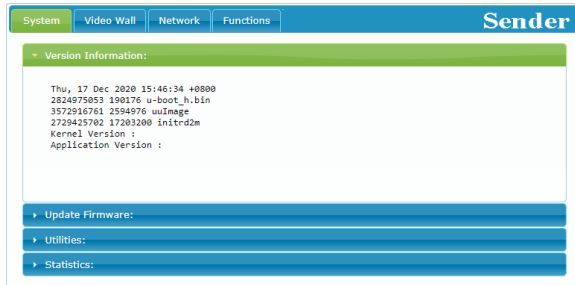 System Video Wall Network Functions Sender
Version Information:
Thu, 17 Dec 2020 15:46:34 +0800
2824975053 190176 u-boot_h.bin
3572916761 2594976 uuImage
2729425702 17203200 initrd2m
Kernel Version :
Application Version :
Update Firmware:
Utilities:
Statistics: